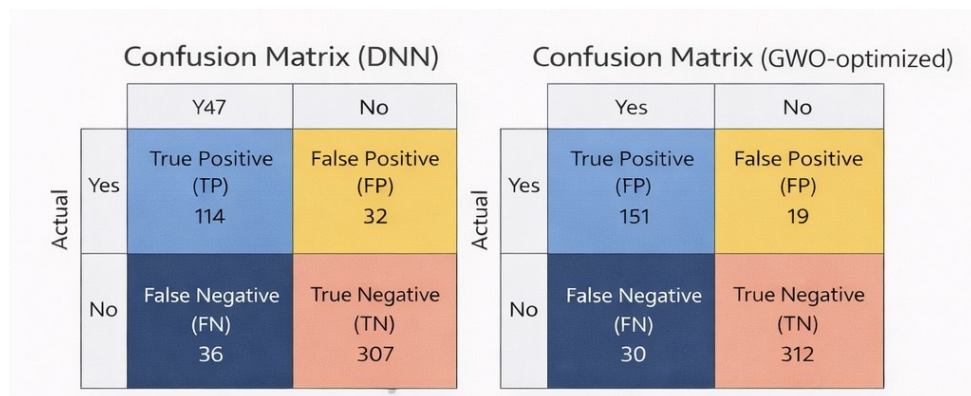 Confusion Matrix (DNN)
Y47 No
Actual
Yes
True Positive
(TP)
114
False Positive
(FP)
32
No
False Negative
(FN)
36
True Negative
(TN)
307
Confusion Matrix (GWO-optimized)
Yes No
Actual
Yes
True Positive
(FP)
151
False Positive
(FP)
19
No
False Negative
(FN)
30
True Negative
(TN)
312